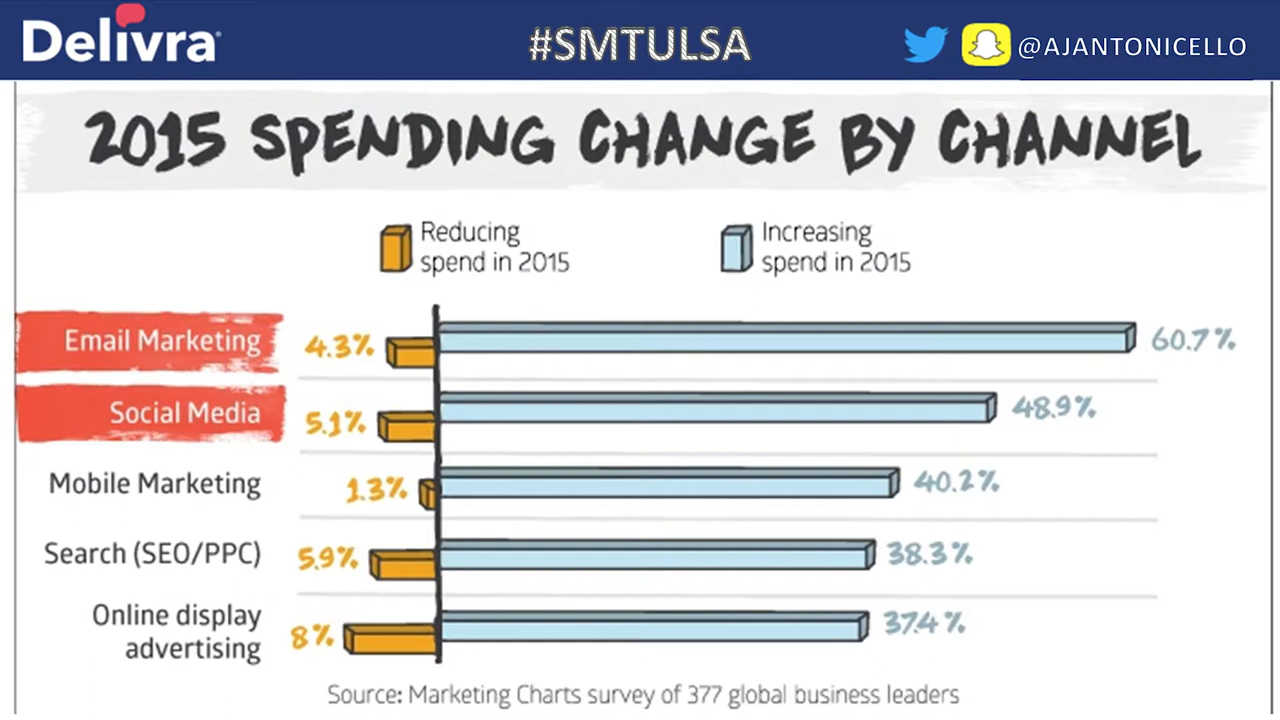 Delivra
#SMTULSA
@AJANTONICELLO
2015 SPENDING CHANGE BY CHANNEL
Reducing
spend in 2015
Increasing
spend in 2015
Email Marketing
4.3%
60.7%
Social Media
5.1%
48.9%
Mobile Marketing
1.3%
40.2%
Search (SEO/PPC)
5.9%
38.3%
Online display
advertising
8%
37.4%
Source: Marketing Charts survey of 377 global business leaders